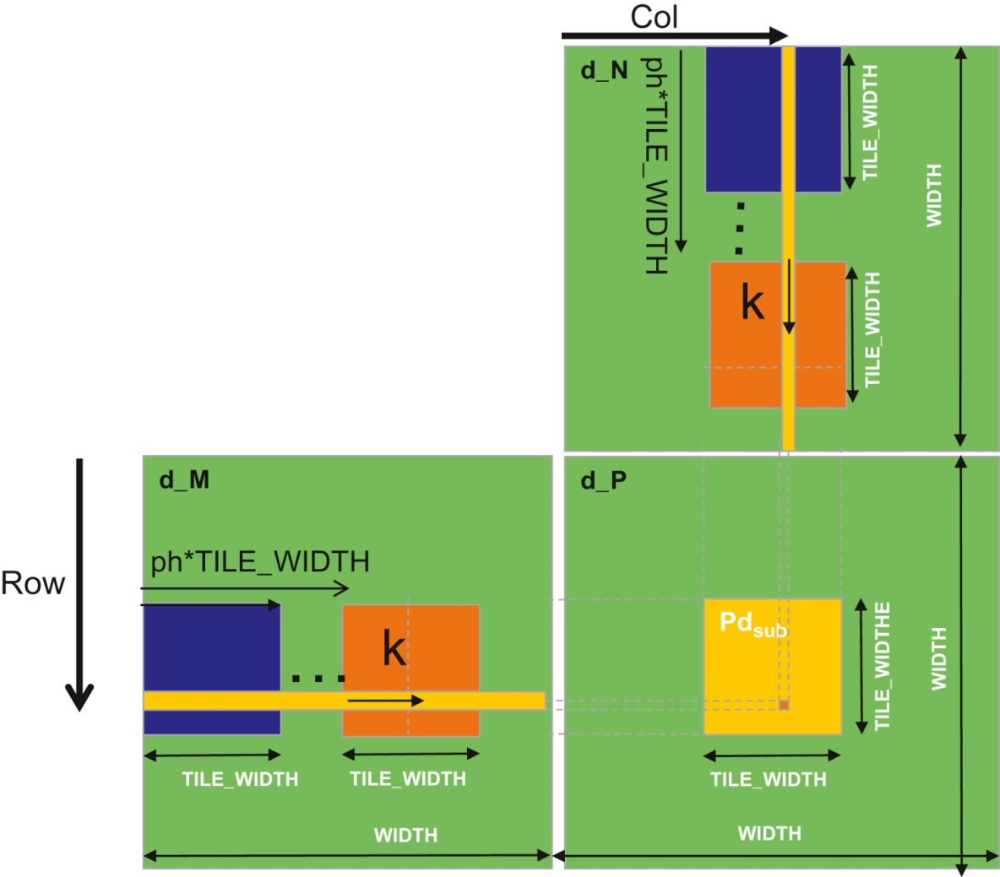 Col
d_N
ph*TILE_WIDTH
TILE_WIDTH
WIDTH
k
TILE_WIDTH
d_M
d_P
ph*TILE_WIDTH
Row
k
Pdsub
TILE_WIDTHE
WIDTH
TILE_WIDTH
TILE_WIDTH
TILE_WIDTH
WIDTH
WIDTH